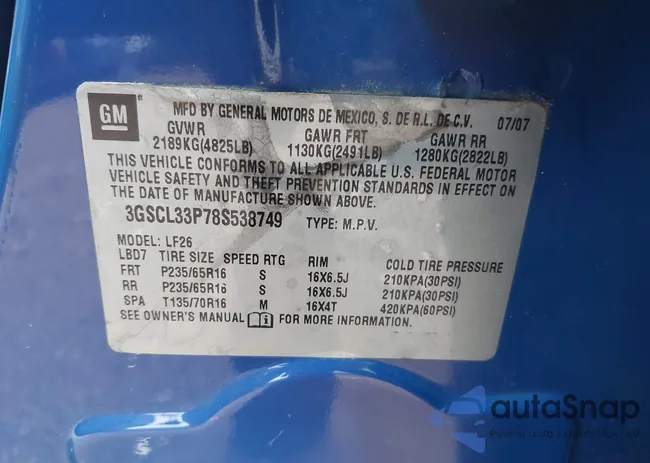 GM
MFD BY GENERAL MOTORS DE MEXICO, S. DE R.L. DE C.V. 07/07
GVWR GAWR FRT GAWR RR
2189KG(4825LB) 1130KG(2491LB) 1280KG(2822LB)
THIS VEHICLE CONFORMS TO ALL APPLICABLE U.S. FEDERAL MOTOR
VEHICLE SAFETY AND THEFT PREVENTION STANDARDS IN EFFECT ON
THE DATE OF MANUFACTURE SHOWN ABOVE.
3GSCL33P78S538749 TYPE: M.P.V.
MODEL: LF26
LBD7 TIRE SIZE SPEED RTG RIM COLD TIRE PRESSURE
FRT P235/65R16 S 16X6.5J 210KPA(30PSI)
RR P235/65R16 S 16X6.5J 210KPA(30PSI)
SPA T135/70R16 M 16X4T 420KPA(60PSI)
SEE OWNER'S MANUAL FOR MORE INFORMATION.
autaSnap